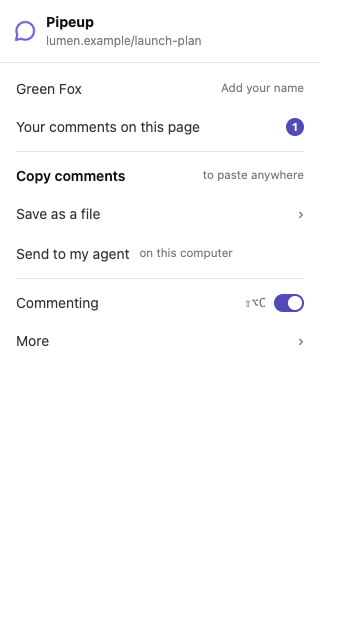 Pipeup
lumen.example/launch-plan
Green Fox Add your name
Your comments on this page 1
Copy comments to paste anywhere
Save as a file ›
Send to my agent on this computer
Commenting ⇧⌥C
More ›